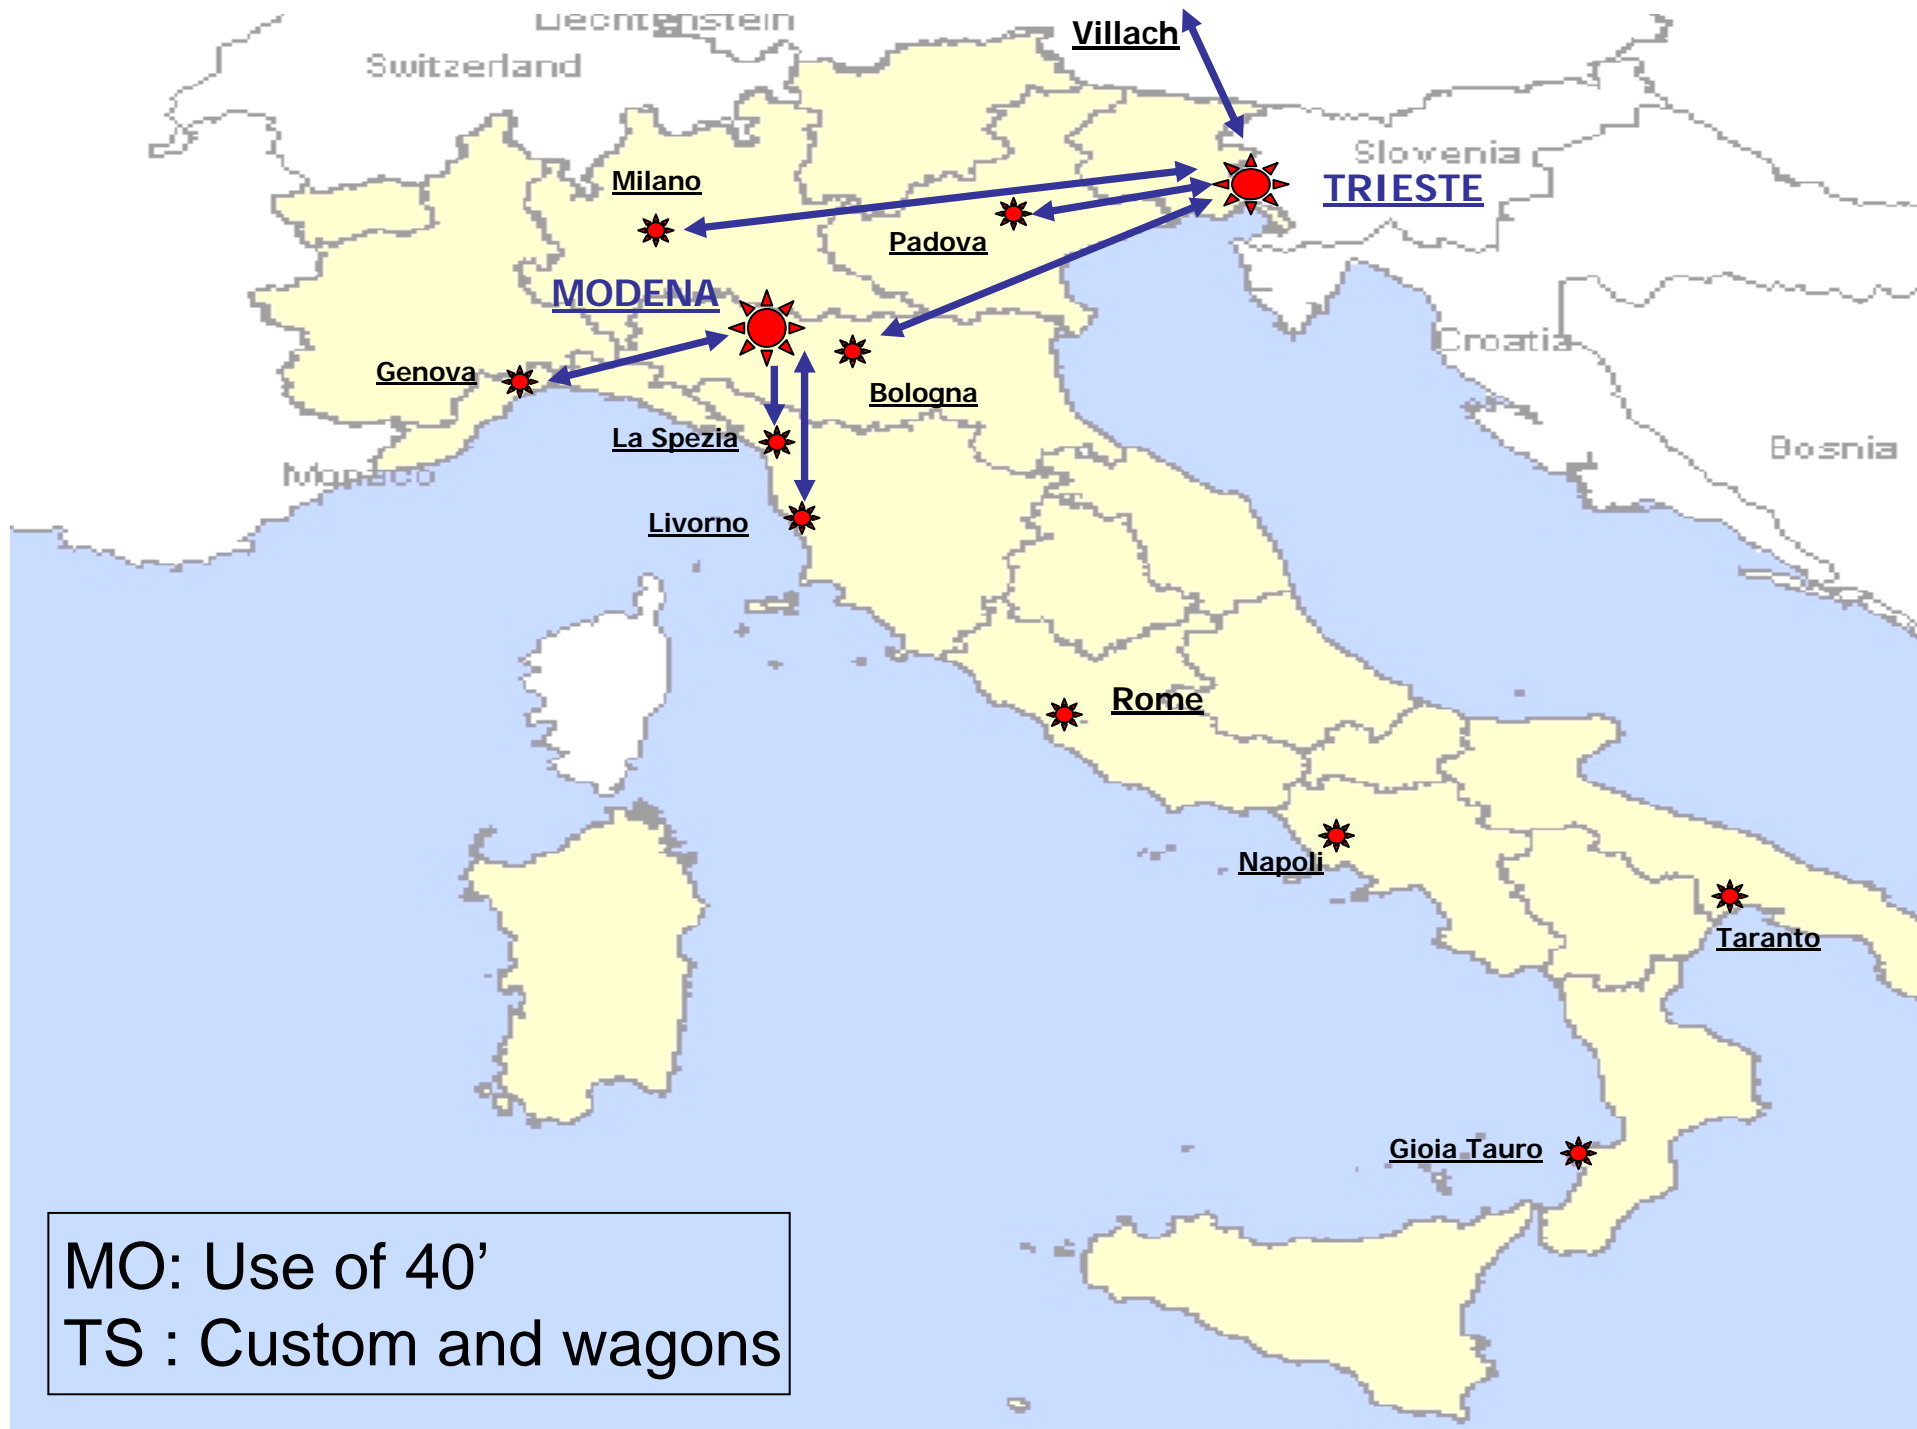 Liechtenstein
Villach
Switzerland
Slovenia
Milano
TRIESTE
Padova
MODENA
Croatia
Genova
Bologna
La Spezia
Bosnia
Monaco
Livorno
Rome
Napoli
Taranto
Gioia Tauro
MO: Use of 40’
TS : Custom and wagons